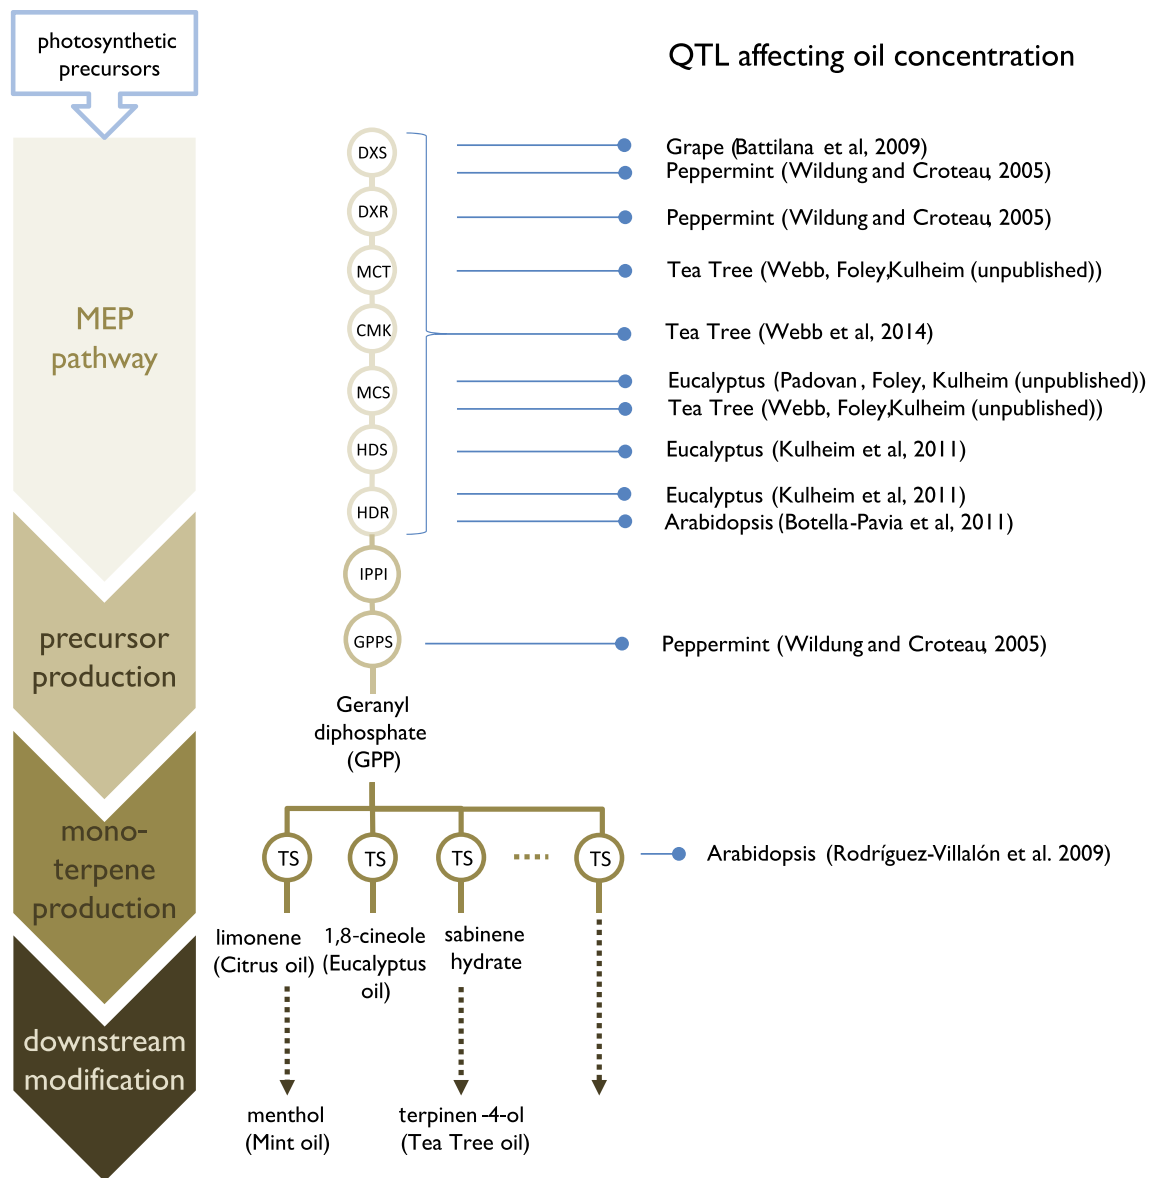 photosynthetic
precursors
QTL affecting oil concentration
MEP
pathway
precursor
production
mono-
terpene
production
downstream
modification
DXS
DXR
MCT
CMK
MCS
HDS
HDR
IPPI
GPPS
Grape (Battilana et al, 2009)
Peppermint (Wildung and Croteau, 2005)
Peppermint (Wildung and Croteau, 2005)
Tea Tree (Webb, Foley,Kulheim (unpublished))
Tea Tree (Webb et al, 2014)
Eucalyptus (Padovan, Foley, Kulheim (unpublished))
Tea Tree (Webb, Foley,Kulheim (unpublished))
Eucalyptus (Kulheim et al, 2011)
Eucalyptus (Kulheim et al, 2011)
Arabidopsis (Botella-Pavia et al, 2011)
Peppermint (Wildung and Croteau, 2005)
Geranyl
diphosphate
(GPP)
TS TS TS TS
Arabidopsis (Rodríguez-Villalón et al. 2009)
limonene
(Citrus oil)
1,8-cineole
(Eucalyptus
oil)
sabinene
hydrate
menthol
(Mint oil)
terpinen-4-ol
(Tea Tree oil)